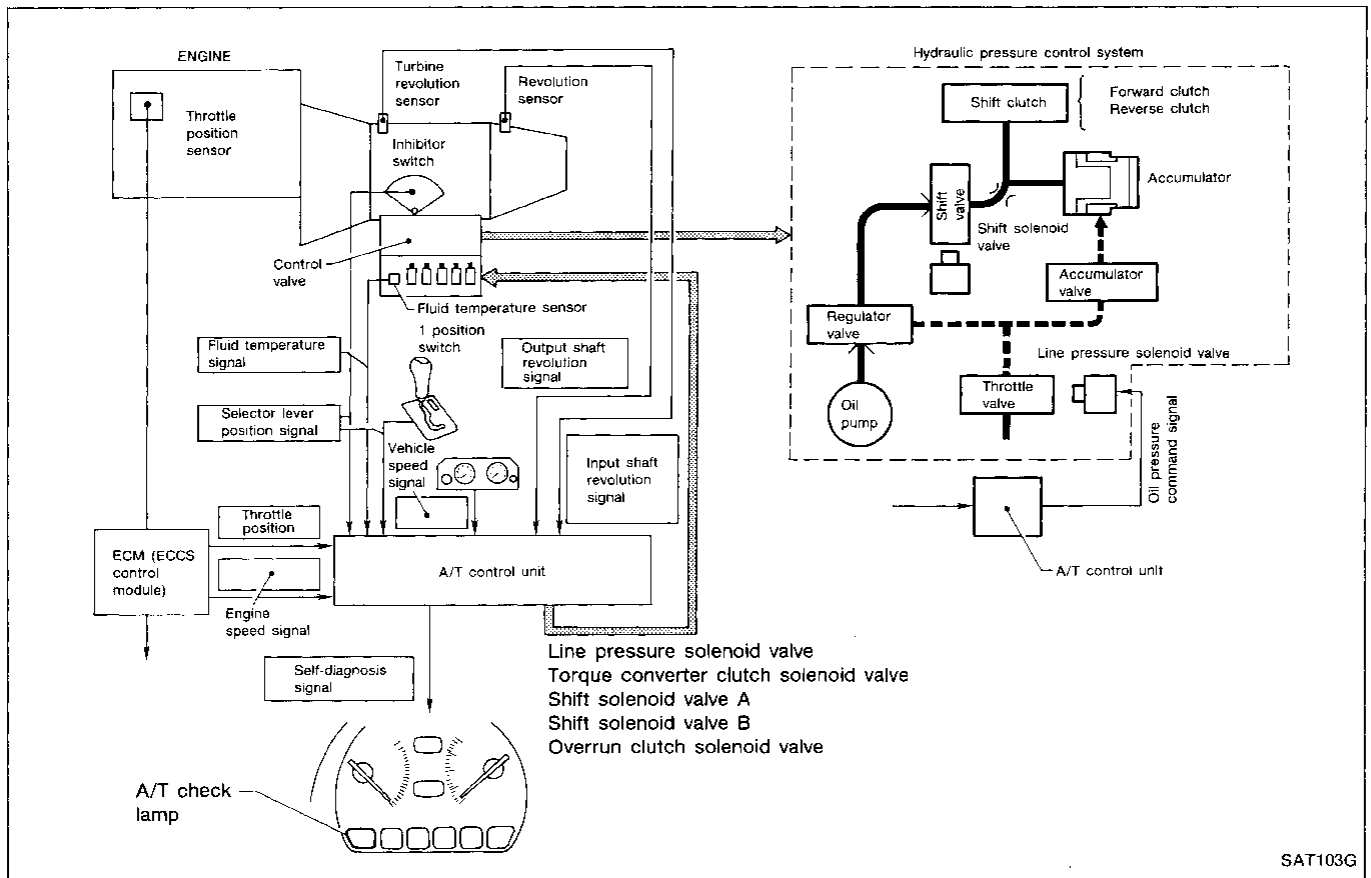 ENGINE
Throttle
position
sensor
Turbine
revolution
sensor
Revolution
sensor
Inhibitor
switch
Control
valve
Fluid temperature sensor
1 position
switch
Fluid temperature
signal
Output shaft
revolution
signal
Selector lever
position signal
Vehicle
speed
signal
Input shaft
revolution
signal
Throttle
position
ECM (ECCS
control
module)
A/T control unit
Engine
speed signal
Self-diagnosis
signal
Line pressure solenoid valve
Torque converter clutch solenoid valve
Shift solenoid valve A
Shift solenoid valve B
Overrun clutch solenoid valve
A/T check
lamp
Hydraulic pressure control system
Shift clutch
Forward clutch
Reverse clutch
Shift
valve
Accumulator
Shift solenoid
valve
Accumulator
valve
Regulator
valve
Line pressure solenoid valve
Throttle
valve
Oil
pump
Oil pressure
command signal
A/T control unit
SAT103G